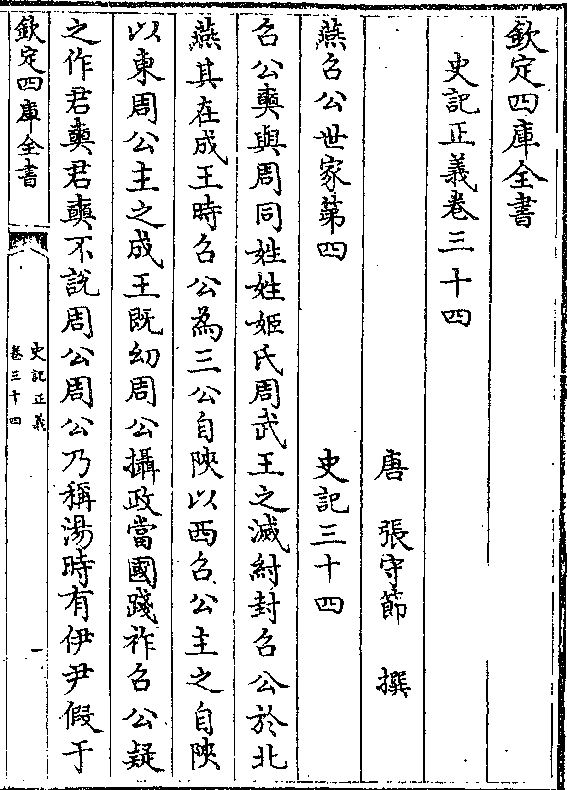 欽定四庫全書
史記正義卷三十四
唐 張守節 撰
燕召公世家第四 史記三十四
召公奭與周同姓姓姬氏周武王之滅紂封召公於北
燕其在成王時召公為三公自陝以西召公主之自陝
以東周公主之成王既幼周公攝政當國踐祚召公疑
之作君奭君奭不說周公周公乃稱湯時有伊尹假于
欽定四庫全書
史記正義
卷三十四
一